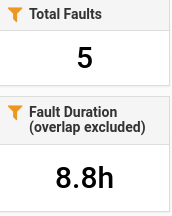 Total Faults
5
Fault Duration
(overlap excluded)
8.8h